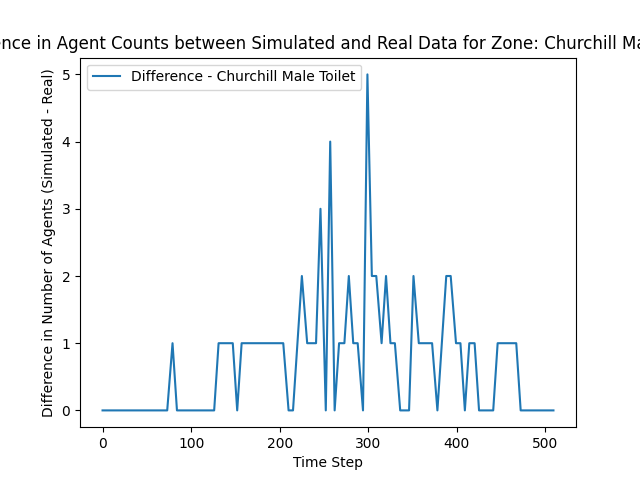 ence in Agent Counts between Simulated and Real Data for Zone: Churchill Ma
Difference - Churchill Male Toilet
Difference in Number of Agents (Simulated - Real)
5
4
3
2
1
0
0 100 200 300 400 500
Time Step